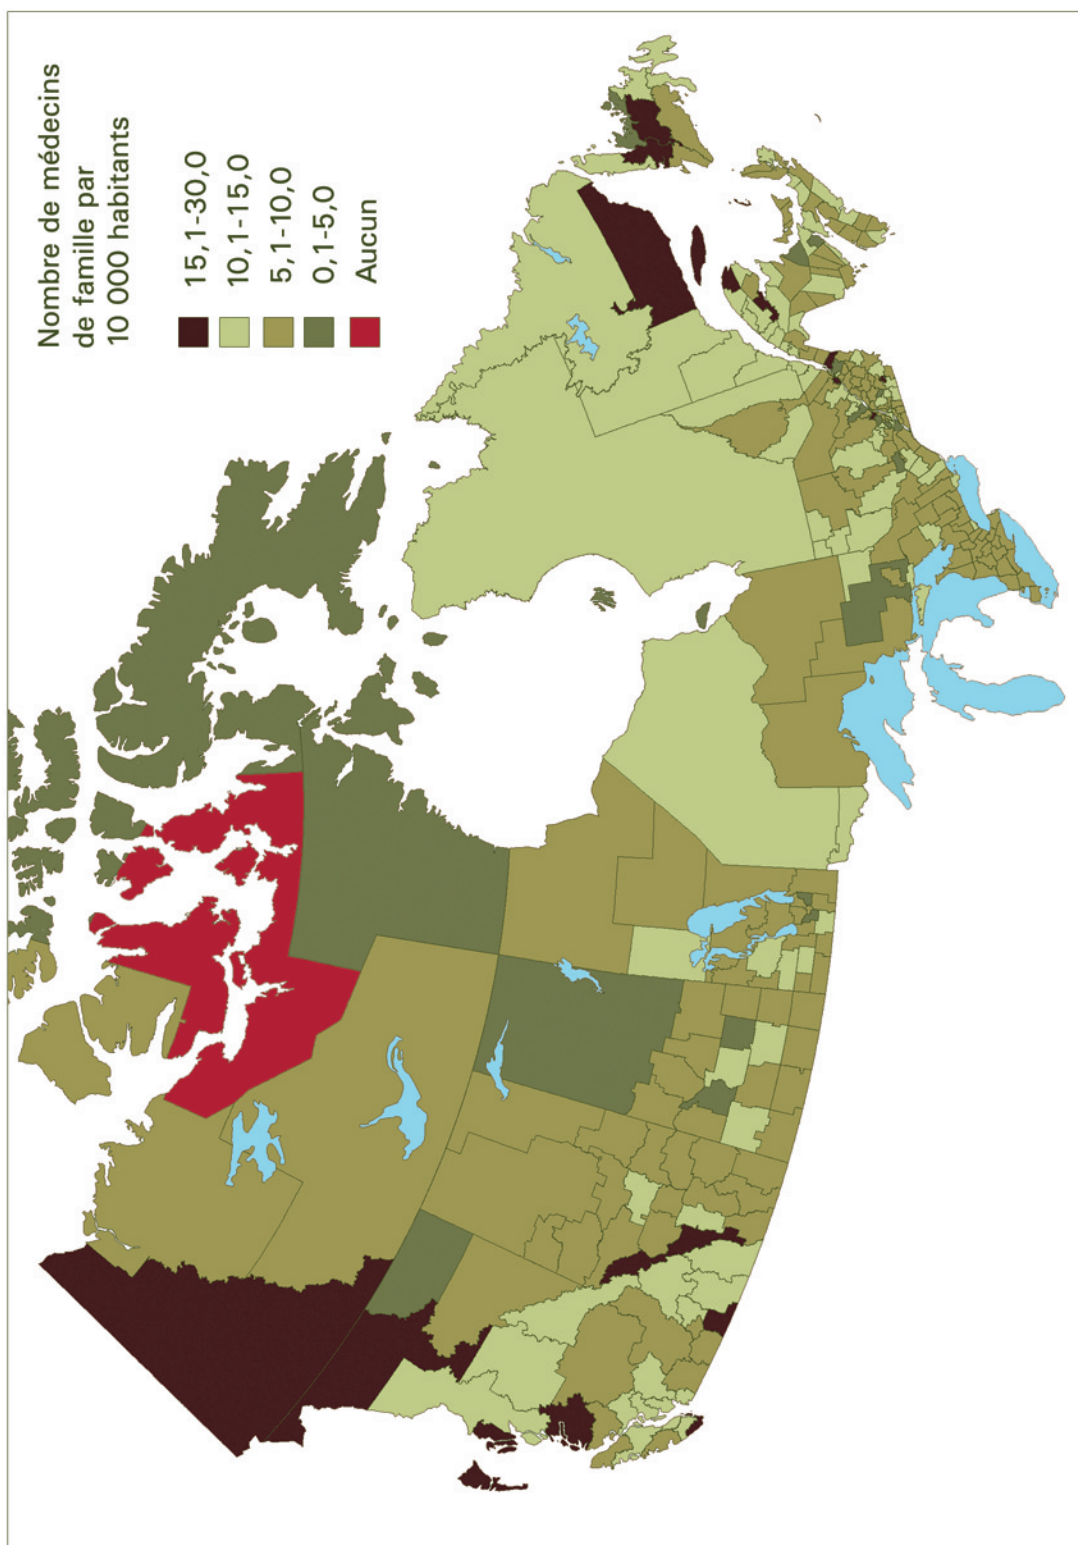 Nombre de médecins
de famille par
10 000 habitants
15,1-30,0
10,1-15,0
5,1-10,0
0,1-5,0
Aucun